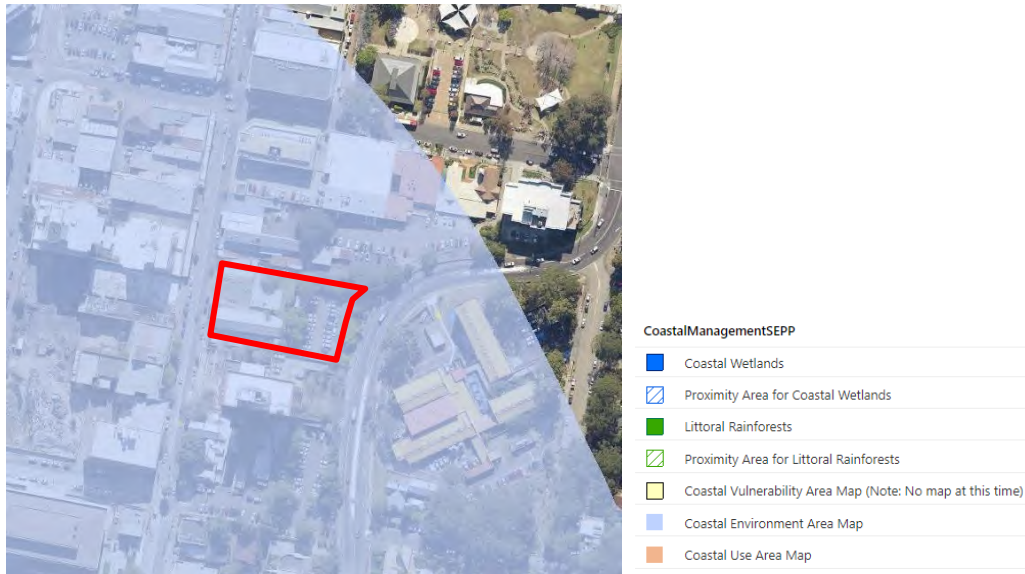 CoastalManagementSEPP
Coastal Wetlands
Proximity Area for Coastal Wetlands
Littoral Rainforests
Proximity Area for Littoral Rainforests
Coastal Vulnerability Area Map (Note: No map at this time)
Coastal Environment Area Map
Coastal Use Area Map